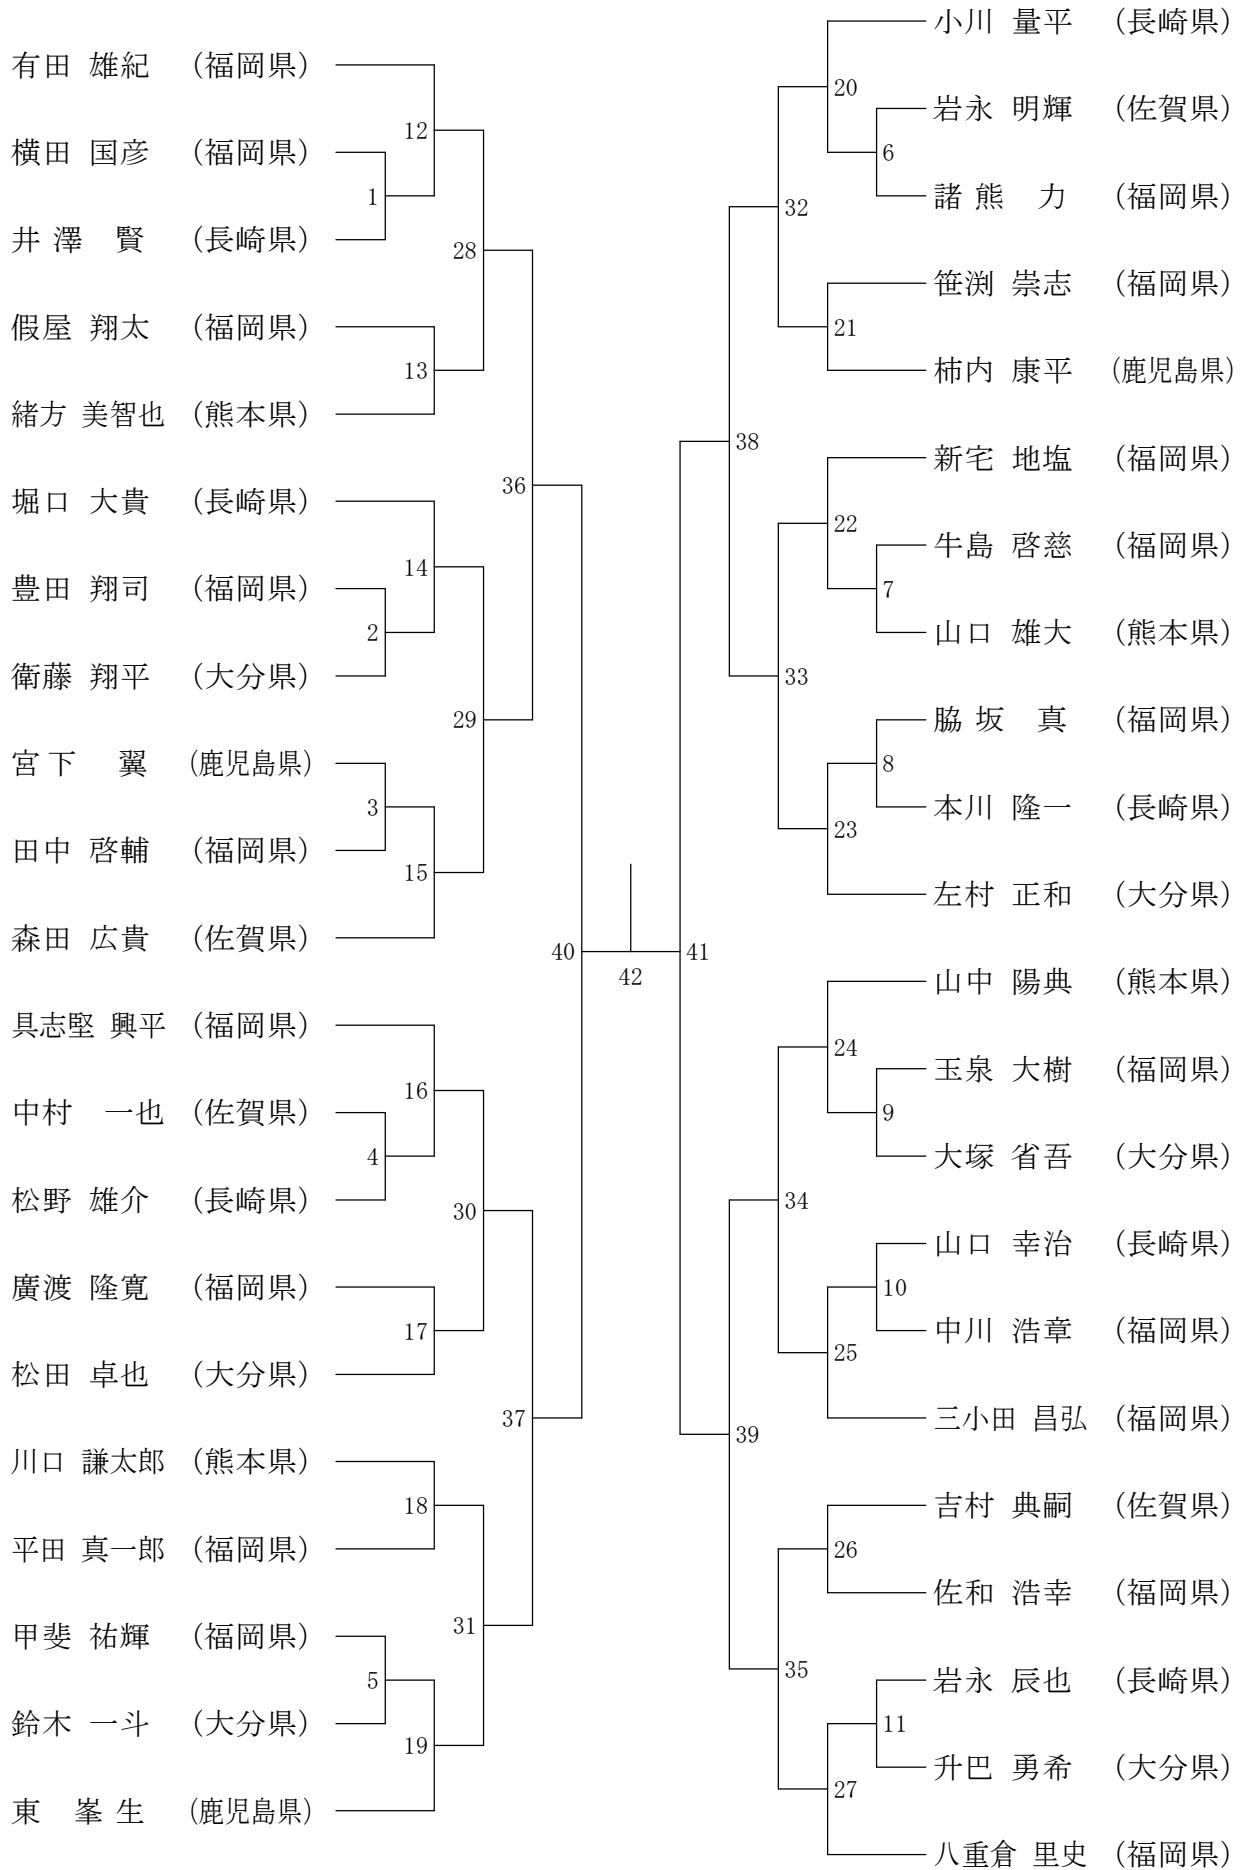 有田 雄紀 (福岡県)
横田 国彦 (福岡県)
井澤 賢 (長崎県)
假屋 翔太 (福岡県)
緒方 美智也 (熊本県)
堀口 大貴 (長崎県)
豊田 翔司 (福岡県)
衛藤 翔平 (大分県)
宮下 翼 (鹿児島県)
田中 啓輔 (福岡県)
森田 広貴 (佐賀県)
具志堅 興平 (福岡県)
中村 一也 (佐賀県)
松野 雄介 (長崎県)
廣渡 隆寛 (福岡県)
松田 卓也 (大分県)
川口 謙太郎 (熊本県)
平田 真一郎 (福岡県)
甲斐 祐輝 (福岡県)
鈴木 一斗 (大分県)
東 峯生 (鹿児島県)
1
2
3
4
5
12
13
14
15
16
17
18
19
28
29
30
31
36
37
40
42
41
38
39
32
33
34
35
20
21
22
23
24
25
26
27
6
7
8
9
10
11
小川 量平 (長崎県)
岩永 明輝 (佐賀県)
諸熊 力 (福岡県)
笹渕 崇志 (福岡県)
柿内 康平 (鹿児島県)
新宅 地塩 (福岡県)
牛島 啓慈 (福岡県)
山口 雄大 (熊本県)
脇坂 真 (福岡県)
本川 隆一 (長崎県)
左村 正和 (大分県)
山中 陽典 (熊本県)
玉泉 大樹 (福岡県)
大塚 省吾 (大分県)
山口 幸治 (長崎県)
中川 浩章 (福岡県)
三小田 昌弘 (福岡県)
吉村 典嗣 (佐賀県)
佐和 浩幸 (福岡県)
岩永 辰也 (長崎県)
升巴 勇希 (大分県)
八重倉 里史 (福岡県)